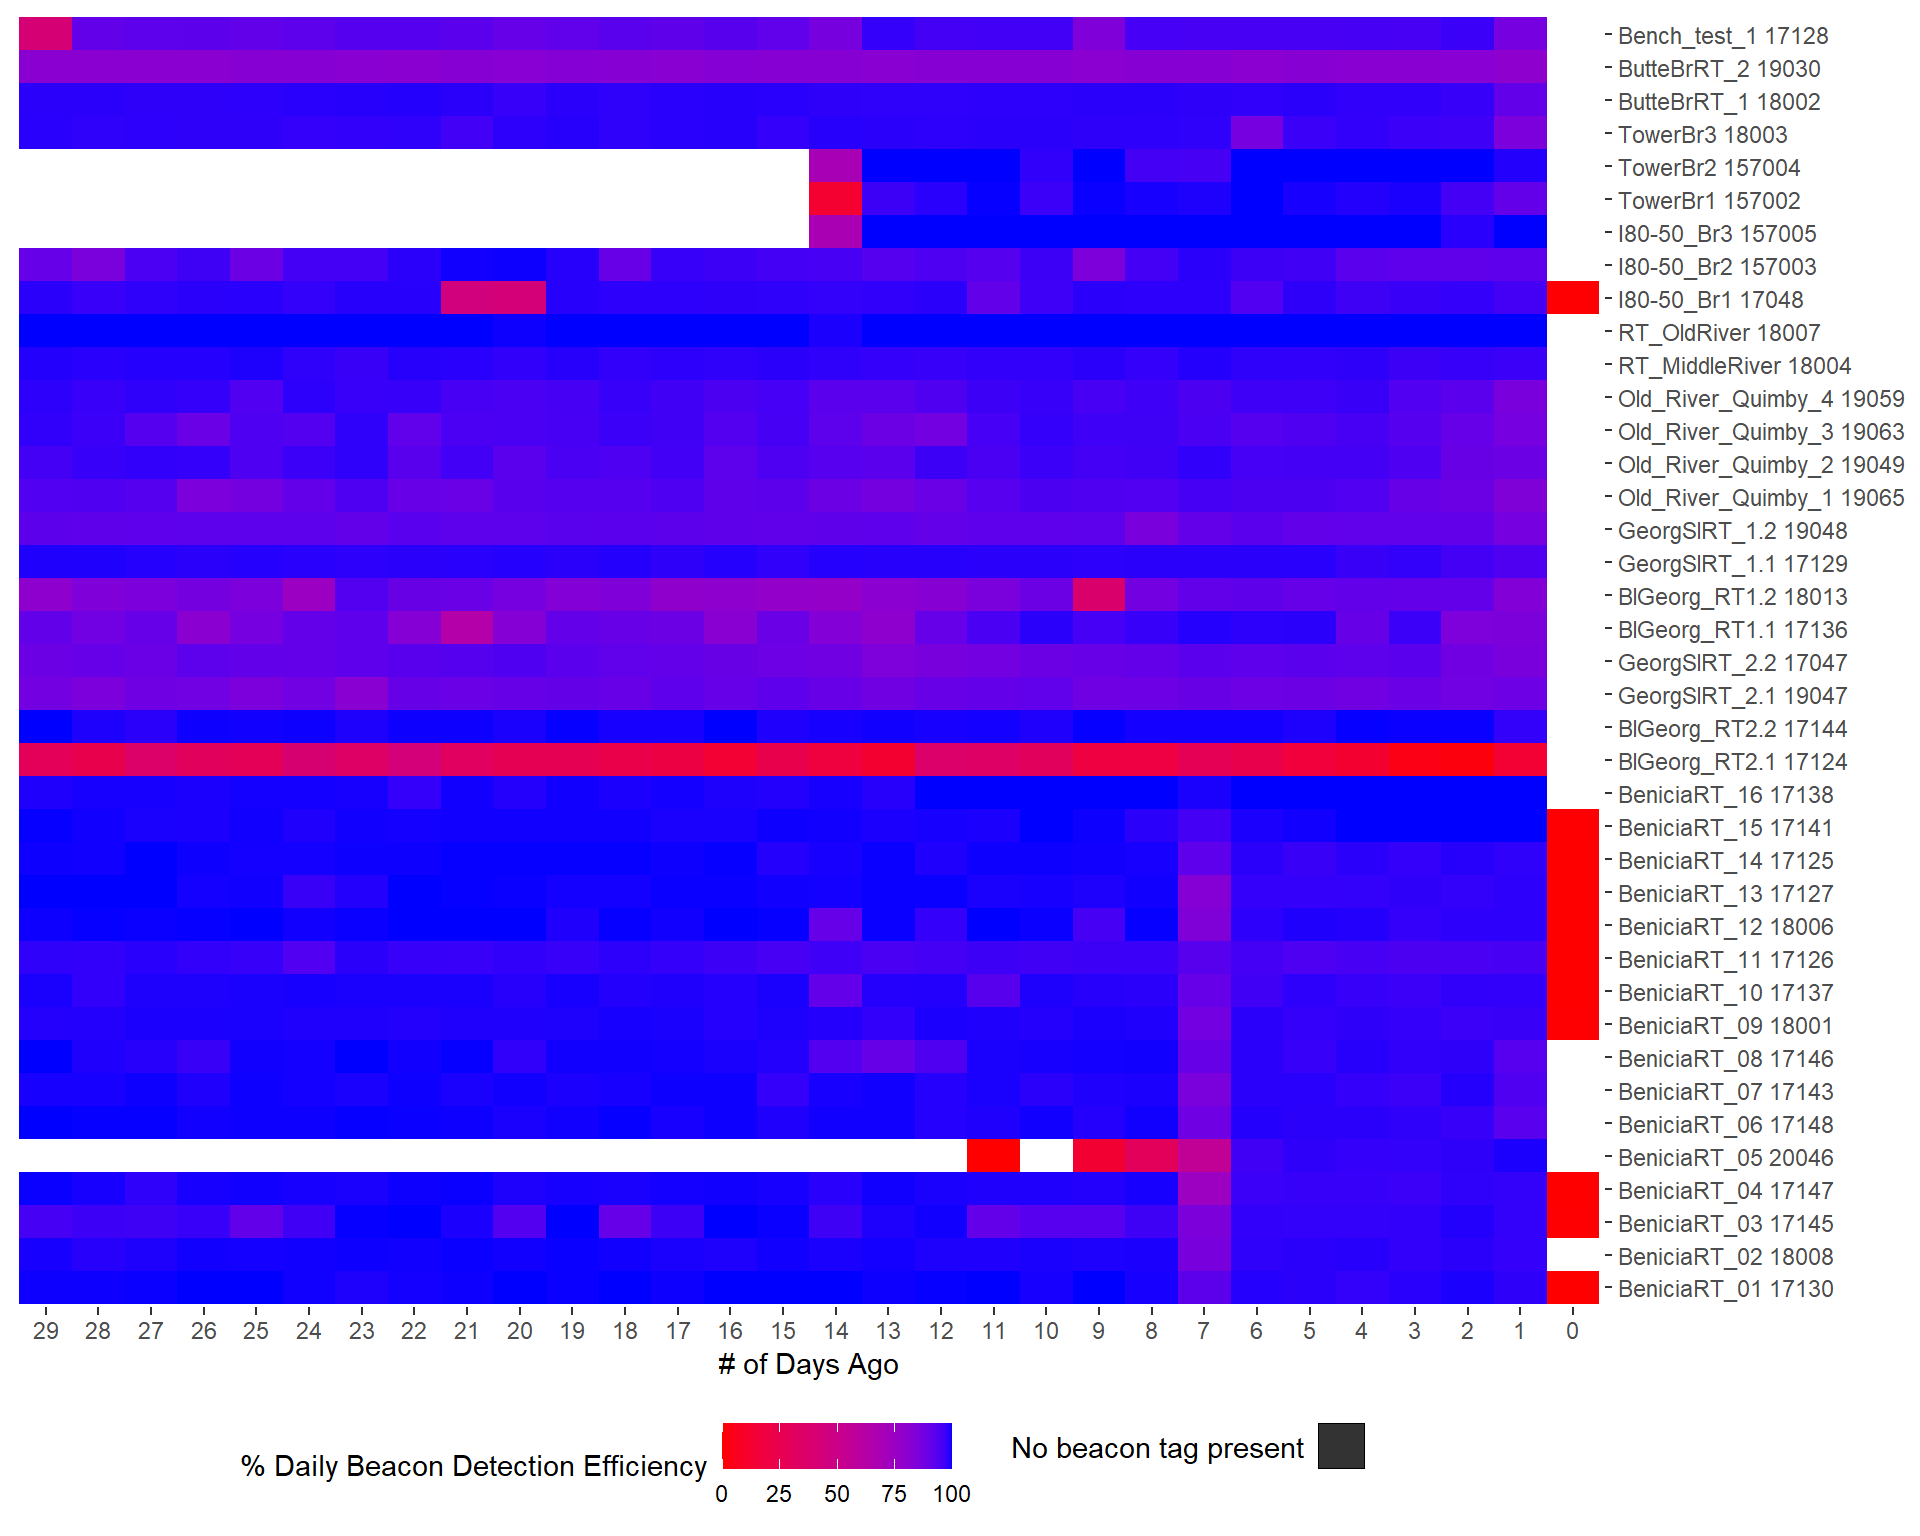 Bench_test_1 17128
ButteBrRT_2 19030
ButteBrRT_1 18002
TowerBr3 18003
TowerBr2 157004
TowerBr1 157002
I80-50_Br3 157005
I80-50_Br2 157003
I80-50_Br1 17048
RT_OldRiver 18007
RT_MiddleRiver 18004
Old_River_Quimby_4 19059
Old_River_Quimby_3 19063
Old_River_Quimby_2 19049
Old_River_Quimby_1 19065
GeorgSlRT_1.2 19048
GeorgSlRT_1.1 17129
BlGeorg_RT1.2 18013
BlGeorg_RT1.1 17136
GeorgSlRT_2.2 17047
GeorgSlRT_2.1 19047
BlGeorg_RT2.2 17144
BlGeorg_RT2.1 17124
BeniciaRT_16 17138
BeniciaRT_15 17141
BeniciaRT_14 17125
BeniciaRT_13 17127
BeniciaRT_12 18006
BeniciaRT_11 17126
BeniciaRT_10 17137
BeniciaRT_09 18001
BeniciaRT_08 17146
BeniciaRT_07 17143
BeniciaRT_06 17148
BeniciaRT_05 20046
BeniciaRT_04 17147
BeniciaRT_03 17145
BeniciaRT_02 18008
BeniciaRT_01 17130
29 28 27 26 25 24 23 22 21 20 19 18 17 16 15 14 13 12 11 10 9 8 7 6 5 4 3 2 1 0
# of Days Ago
% Daily Beacon Detection Efficiency
0 25 50 75 100
No beacon tag present